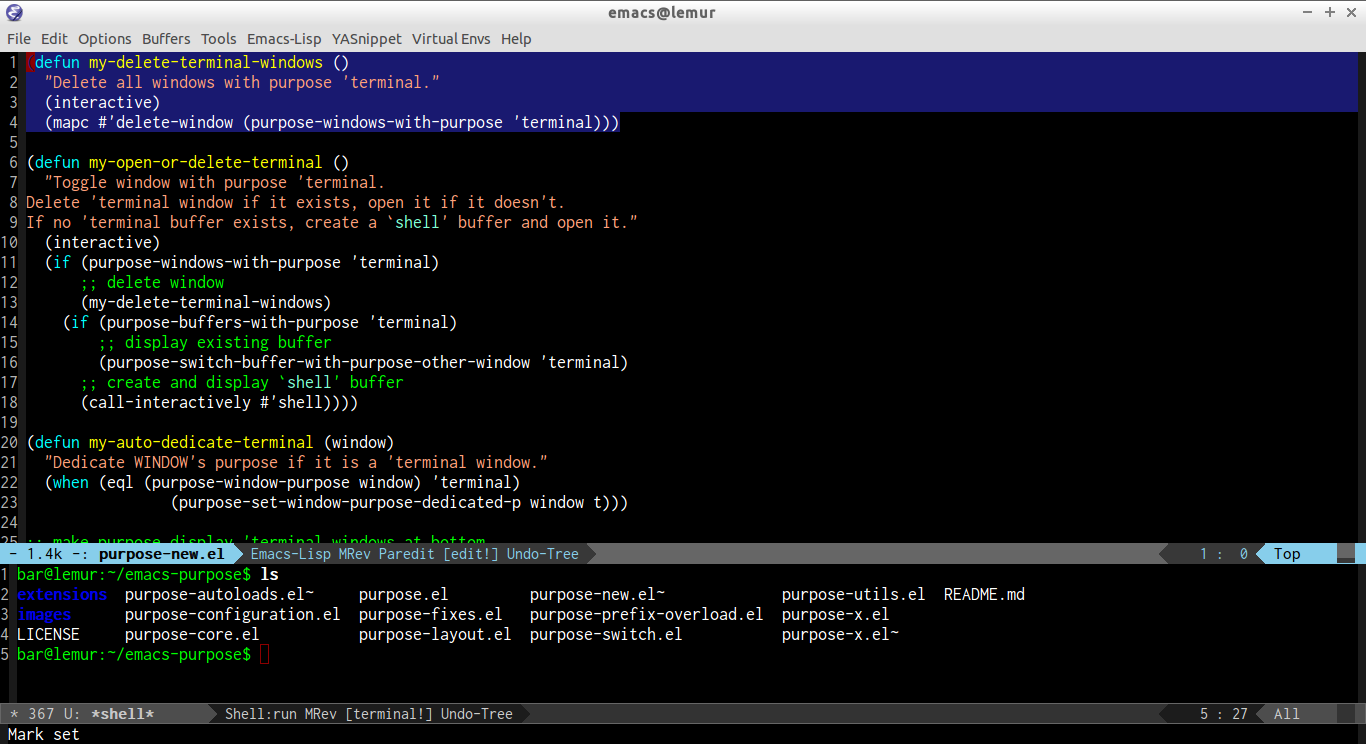 emacs@lemur
File Edit Options Buffers Tools Emacs-Lisp YASnippet Virtual Envs Help
1 (defun my-delete-terminal-windows ()
2   "Delete all windows with purpose 'terminal."
3   (interactive)
4   (mapc #'delete-window (purpose-windows-with-purpose 'terminal)))
5
6 (defun my-open-or-delete-terminal ()
7   "Toggle window with purpose 'terminal.
8 Delete 'terminal window if it exists, open it if it doesn't.
9 If no 'terminal buffer exists, create a `shell' buffer and open it."
10   (interactive)
11   (if (purpose-windows-with-purpose 'terminal)
12       ;; delete window
13       (my-delete-terminal-windows)
14     (if (purpose-buffers-with-purpose 'terminal)
15         ;; display existing buffer
16         (purpose-switch-buffer-with-purpose-other-window 'terminal)
17       ;; create and display `shell' buffer
18       (call-interactively #'shell))))
19
20 (defun my-auto-dedicate-terminal (window)
21   "Dedicate WINDOW's purpose if it is a 'terminal window."
22   (when (eql (purpose-window-purpose window) 'terminal)
23                 (purpose-set-window-purpose-dedicated-p window t)))
24
25 ;; make purpose display 'terminal windows at bottom
- 1.4k -: purpose-new.el Emacs-Lisp MRev Paredit [edit!] Undo-Tree 1 : 0 Top
1 bar@lemur:~/emacs-purpose$ ls
2 extensions purpose-autoloads.el~ purpose.el purpose-new.el~ purpose-utils.el README.md
3 images purpose-configuration.el purpose-fixes.el purpose-prefix-overload.el purpose-x.el
4 LICENSE purpose-core.el purpose-layout.el purpose-switch.el purpose-x.el~
5 bar@lemur:~/emacs-purpose$
* 367 U: *shell* Shell:run MRev [terminal!] Undo-Tree 5 : 27 All
Mark set